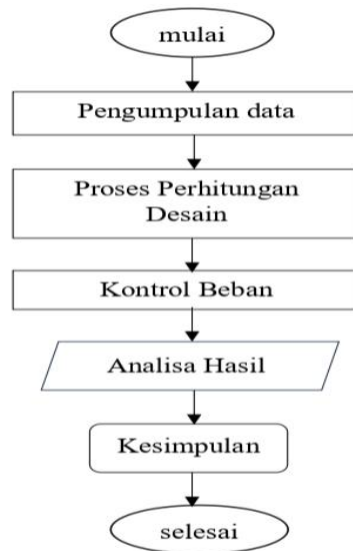 mulai
Pengumpulan data
Proses Perhitungan
Desain
Kontrol Beban
Analisa Hasil
Kesimpulan
selesai